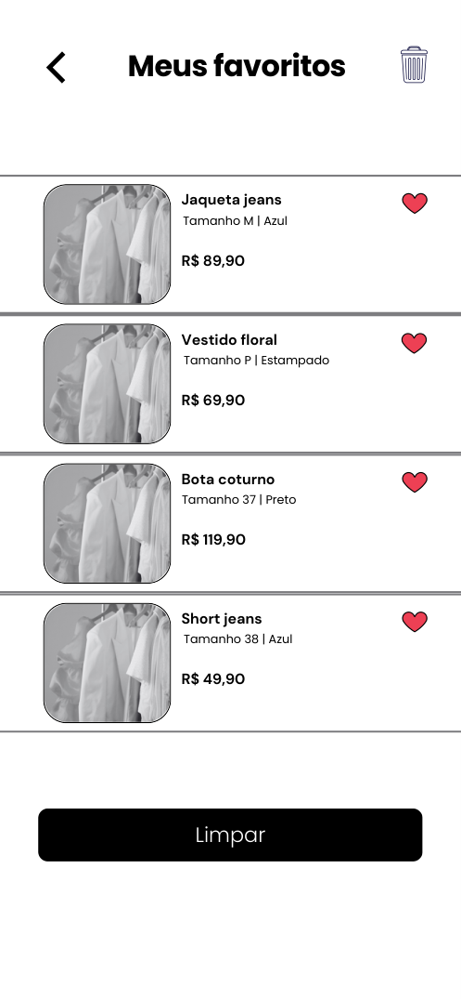 Meus favoritos
Jaqueta jeans
Tamanho M | Azul
R$ 89,90
Vestido floral
Tamanho P | Estampado
R$ 69,90
Bota coturno
Tamanho 37 | Preto
R$ 119,90
Short jeans
Tamanho 38 | Azul
R$ 49,90
Limpar